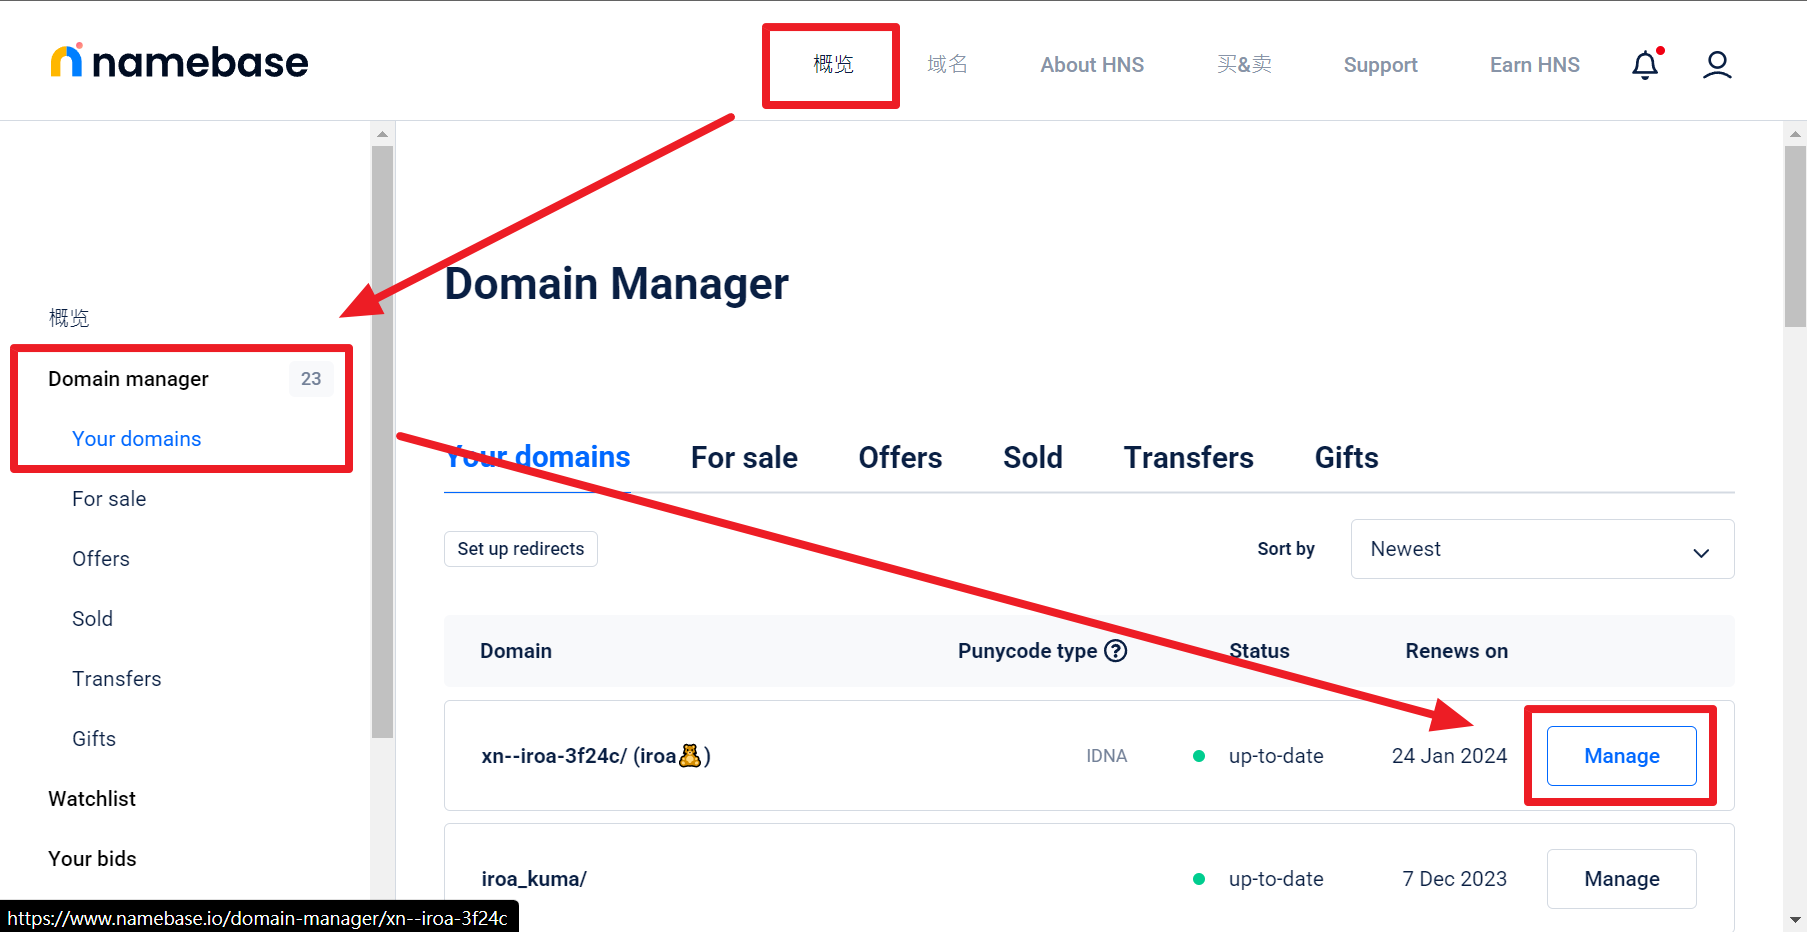 namebase
概览 域名 About HNS 买&卖 Support Earn HNS
概览
Domain manager 23
Your domains
For sale
Offers
Sold
Transfers
Gifts
Watchlist
Your bids
Domain Manager
Your domains For sale Offers Sold Transfers Gifts
Set up redirects Sort by Newest
Domain Punycode type ? Status Renews on
xn--iroa-3f24c/ (iroa🧸) IDNA up-to-date 24 Jan 2024 Manage
iroa_kuma/ up-to-date 7 Dec 2023 Manage
https://www.namebase.io/domain-manager/xn--iroa-3f24c